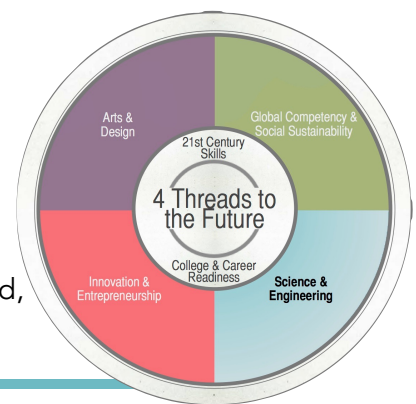 Arts &
Design
Global Competency &
Social Sustainability
21st Century
Skills
4 Threads to
the Future
College & Career
Readiness
Innovation &
Entrepreneurship
Science &
Engineering